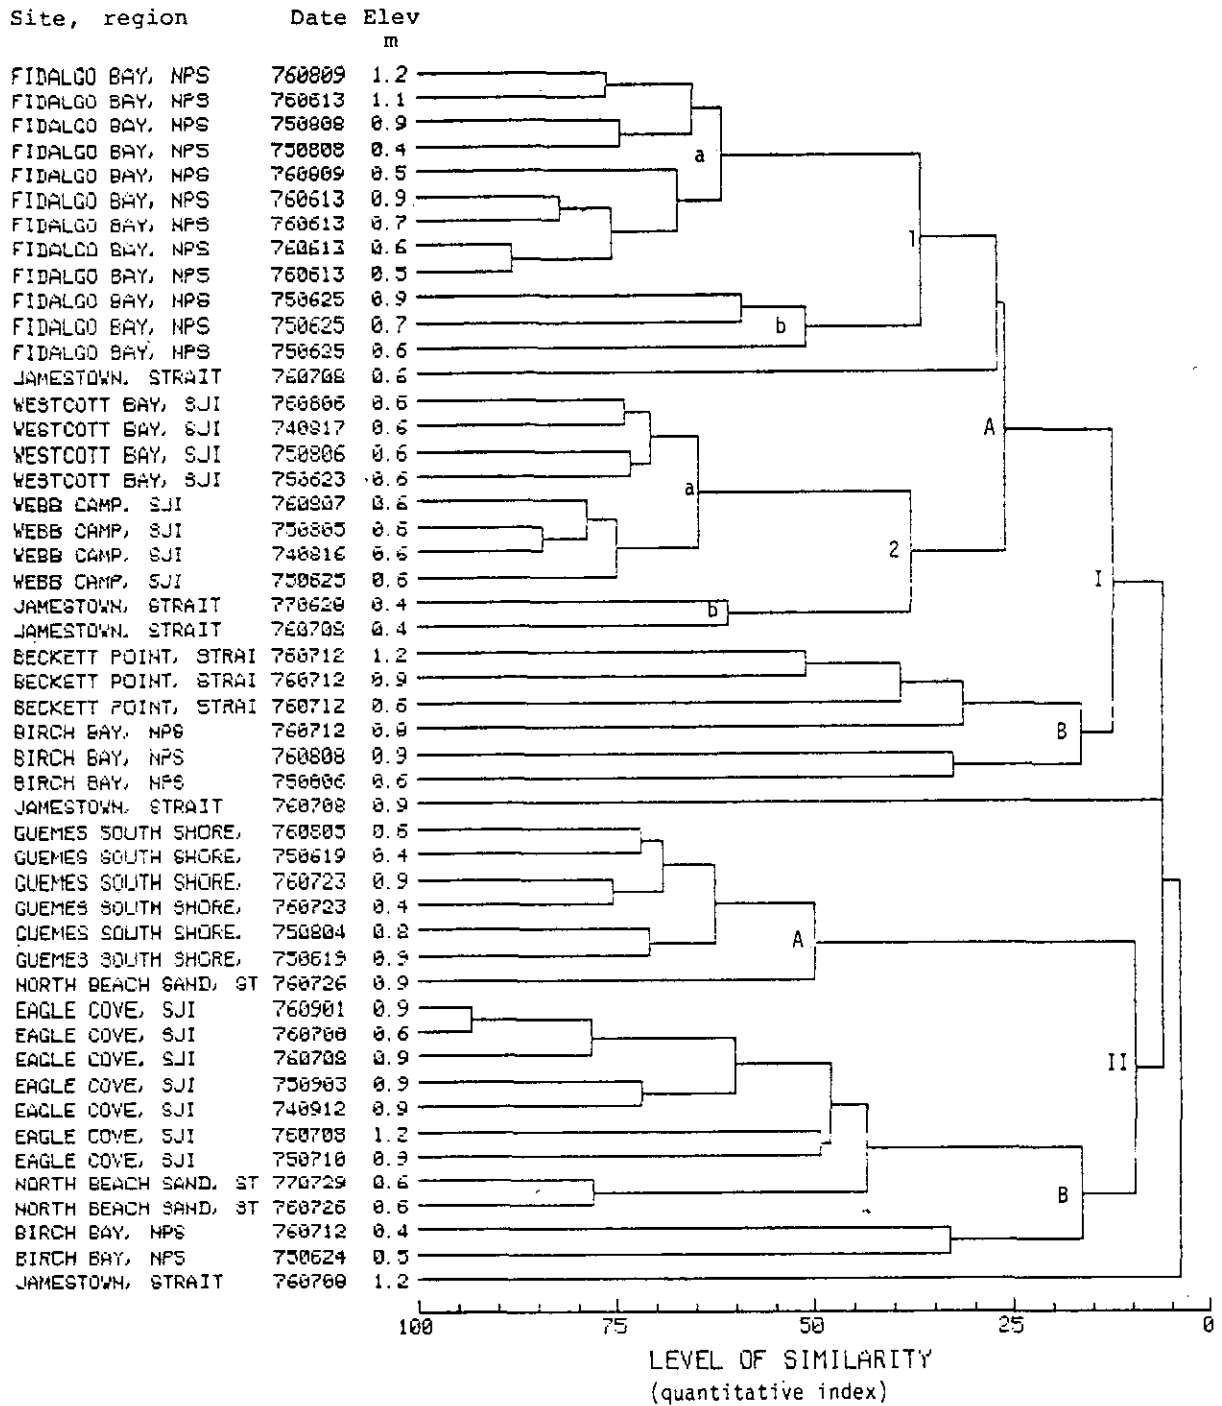 Site, region Date Elev
m
FIDALGO BAY, NPS 760809 1.2
FIDALGO BAY, NPS 760613 1.1
FIDALGO BAY, NPS 750808 0.9
FIDALGO BAY, NPS 750808 0.4
a
FIDALGO BAY, NPS 760809 0.5
FIDALGO BAY, NPS 760613 0.9
FIDALGO BAY, NPS 760613 0.7
1
FIDALGO BAY, NPS 760613 0.6
FIDALGO BAY, NPS 760613 0.5
FIDALGO BAY, NPS 750625 0.9
FIDALGO BAY, NPS 750625 0.7
b
FIDALGO BAY, NPS 750625 0.6
JAMESTOWN, STRAIT 760708 0.6
WESTCOTT BAY, SJI 760806 0.6
WESTCOTT BAY, SJI 740817 0.6
A
WESTCOTT BAY, SJI 750806 0.6
WESTCOTT BAY, SJI 750623 0.6
a
WEBB CAMP, SJI 760807 0.6
WEBB CAMP, SJI 750805 0.6
WEBB CAMP, SJI 740816 0.6
2
WEBB CAMP, SJI 750625 0.6
I
JAMESTOWN, STRAIT 770620 0.4
b
JAMESTOWN, STRAIT 760708 0.4
BECKETT POINT, STRAI 760712 1.2
BECKETT POINT, STRAI 760712 0.9
BECKETT POINT, STRAI 760712 0.6
BIRCH BAY, NPS 760712 0.8
B
BIRCH BAY, NPS 760808 0.9
BIRCH BAY, NPS 750806 0.6
JAMESTOWN, STRAIT 760708 0.9
GUEMES SOUTH SHORE, 760805 0.6
GUEMES SOUTH SHORE, 750619 0.4
GUEMES SOUTH SHORE, 760723 0.9
GUEMES SOUTH SHORE, 760723 0.4
GUEMES SOUTH SHORE, 750804 0.8
A
GUEMES SOUTH SHORE, 750619 0.9
NORTH BEACH SAND, ST 760726 0.9
EAGLE COVE, SJI 760901 0.9
EAGLE COVE, SJI 760708 0.6
EAGLE COVE, SJI 760708 0.9
II
EAGLE COVE, SJI 750903 0.9
EAGLE COVE, SJI 740912 0.9
EAGLE COVE, SJI 760708 1.2
EAGLE COVE, SJI 750710 0.9
NORTH BEACH SAND, ST 770729 0.6
B
NORTH BEACH SAND, ST 760726 0.6
BIRCH BAY, NPS 760712 0.4
BIRCH BAY, NPS 750624 0.5
JAMESTOWN, STRAIT 760708 1.2
100 75 50 25 0
LEVEL OF SIMILARITY
(quantitative index)